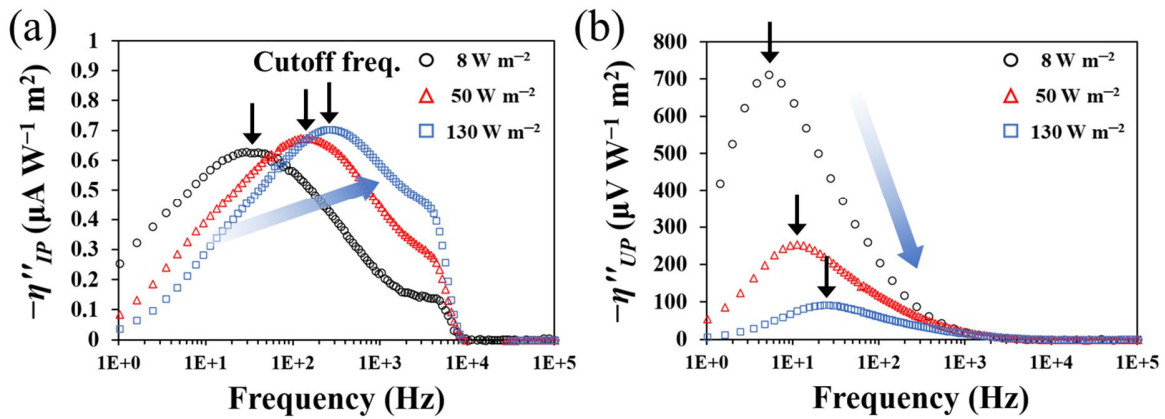 (a)
−η''IP (μA W⁻¹ m²)
1
0.9
0.8
0.7
0.6
0.5
0.4
0.3
0.2
0.1
0
Cutoff freq.
8 W m⁻²
50 W m⁻²
130 W m⁻²
1E+0 1E+1 1E+2 1E+3 1E+4 1E+5
Frequency (Hz)
(b)
−η''UP (μV W⁻¹ m²)
800
700
600
500
400
300
200
100
0
8 W m⁻²
50 W m⁻²
130 W m⁻²
1E+0 1E+1 1E+2 1E+3 1E+4 1E+5
Frequency (Hz)